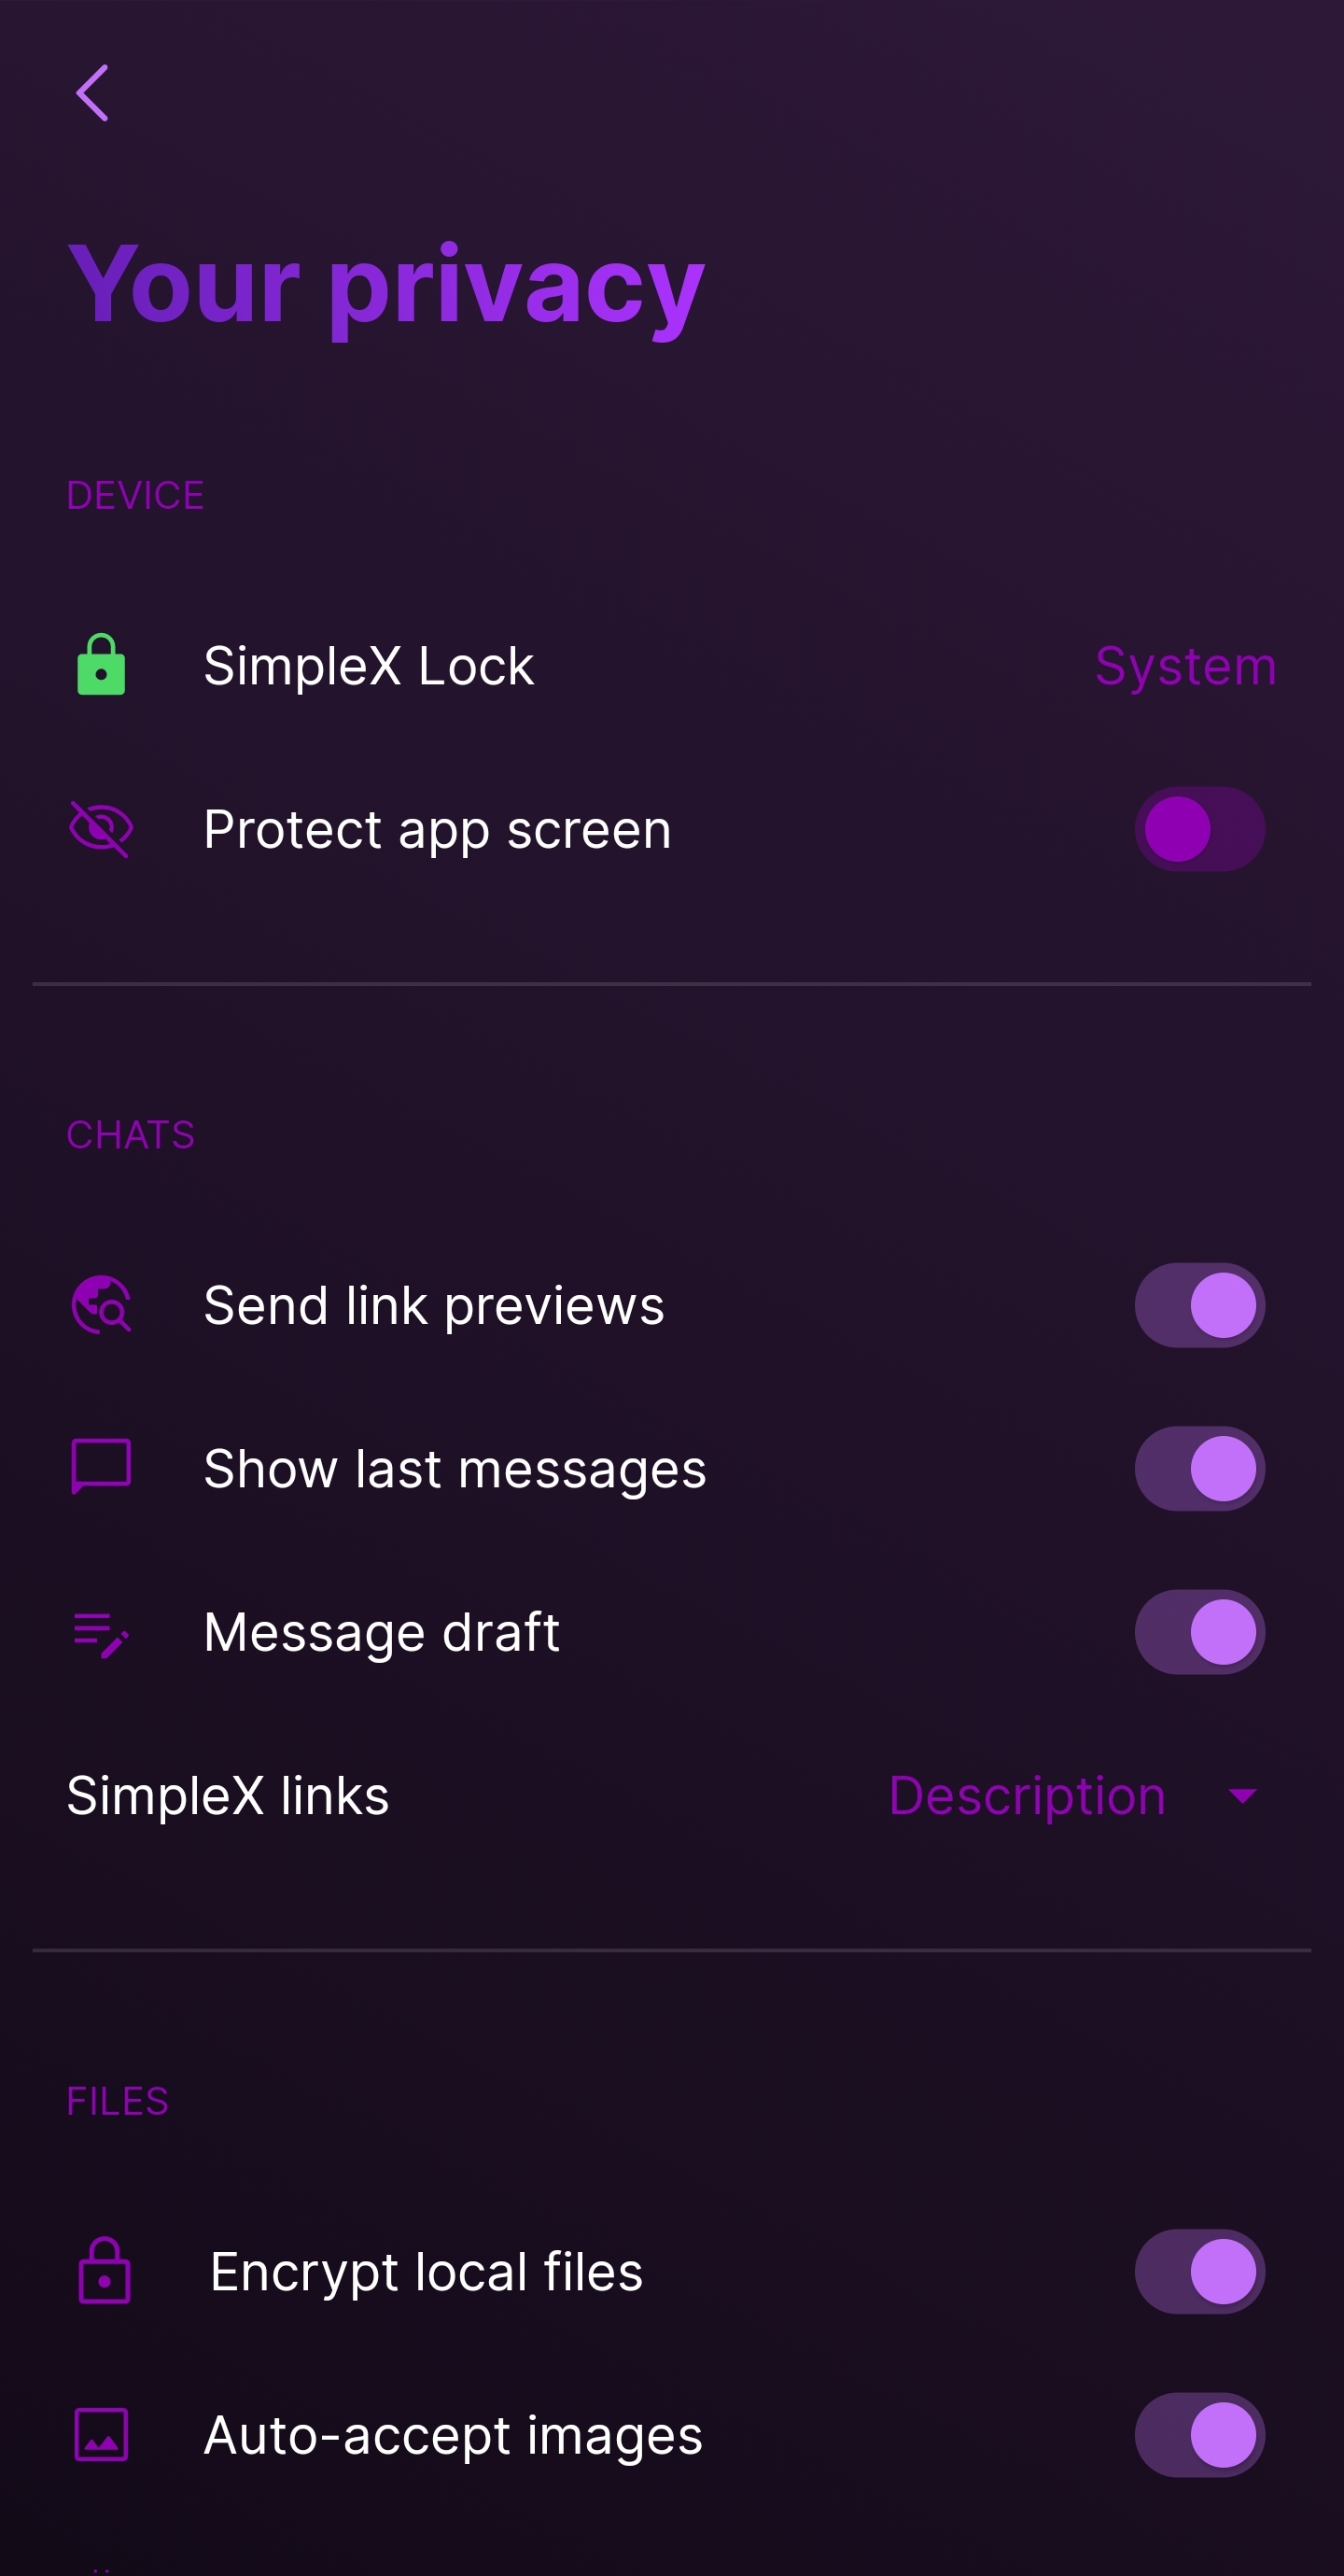 Your privacy
DEVICE
SimpleX Lock System
Protect app screen
CHATS
Send link previews
Show last messages
Message draft
SimpleX links Description
FILES
Encrypt local files
Auto-accept images